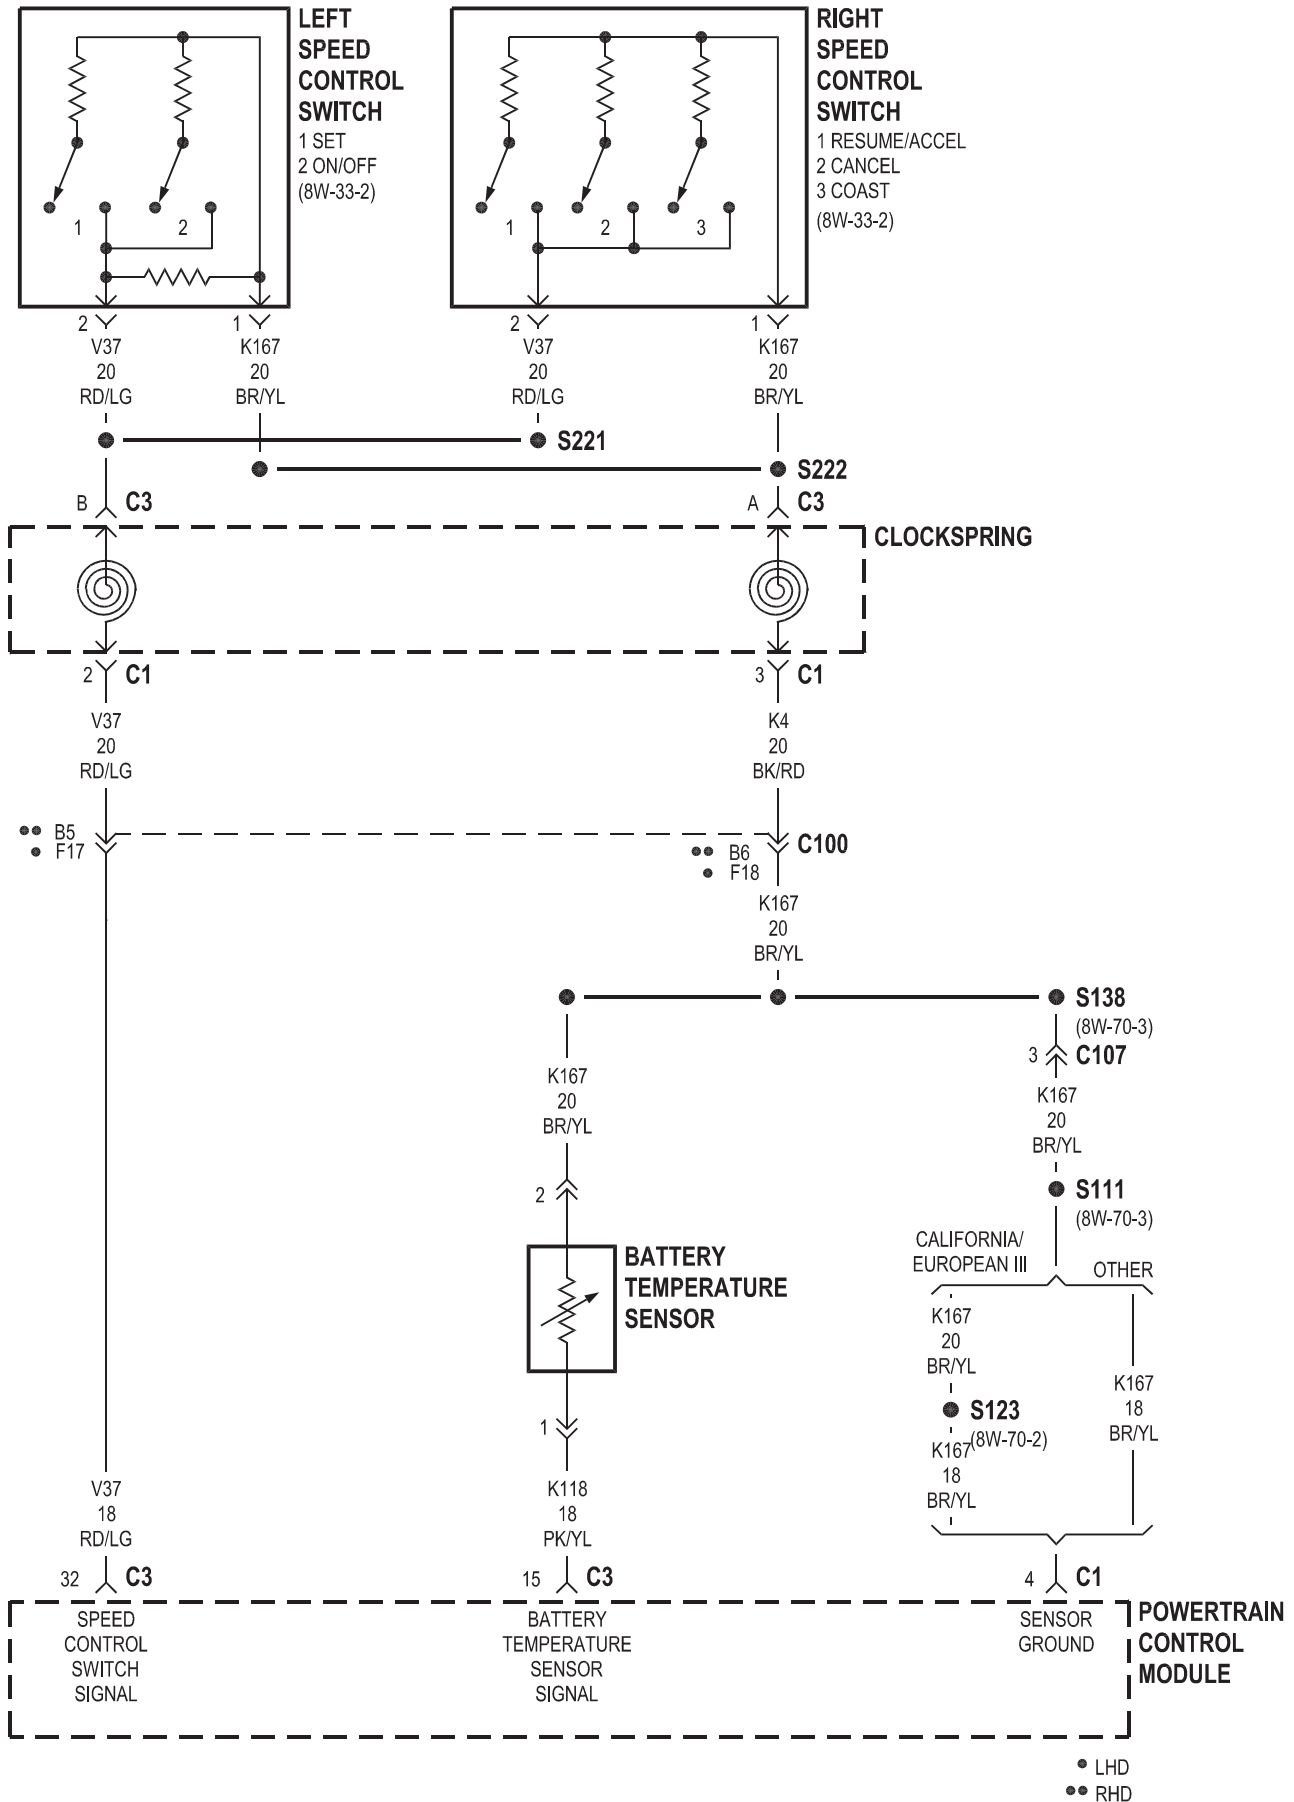 LEFT
SPEED
CONTROL
SWITCH
1 SET
2 ON/OFF
(8W-33-2)
1
2
RIGHT
SPEED
CONTROL
SWITCH
1 RESUME/ACCEL
2 CANCEL
3 COAST
(8W-33-2)
1
2
3
2
V37
20
RD/LG
1
K167
20
BR/YL
2
V37
20
RD/LG
1
K167
20
BR/YL
S221
S222
B
C3
A
C3
CLOCKSPRING
2
C1
3
C1
V37
20
RD/LG
K4
20
BK/RD
B5
F17
B6
F18
C100
K167
20
BR/YL
S138
(8W-70-3)
3
C107
K167
20
BR/YL
K167
20
BR/YL
S111
(8W-70-3)
2
BATTERY
TEMPERATURE
SENSOR
1
CALIFORNIA/
EUROPEAN III
OTHER
K167
20
BR/YL
S123
(8W-70-2)
K167
18
BR/YL
K167
18
BR/YL
V37
18
RD/LG
K118
18
PK/YL
32
C3
15
C3
4
C1
SPEED
CONTROL
SWITCH
SIGNAL
BATTERY
TEMPERATURE
SENSOR
SIGNAL
SENSOR
GROUND
POWERTRAIN
CONTROL
MODULE
LHD
RHD